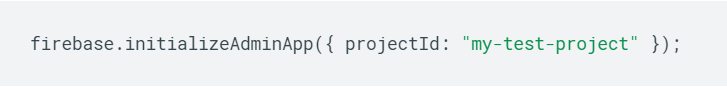 firebase.initializeAdminApp({ projectId: "my-test-project" });